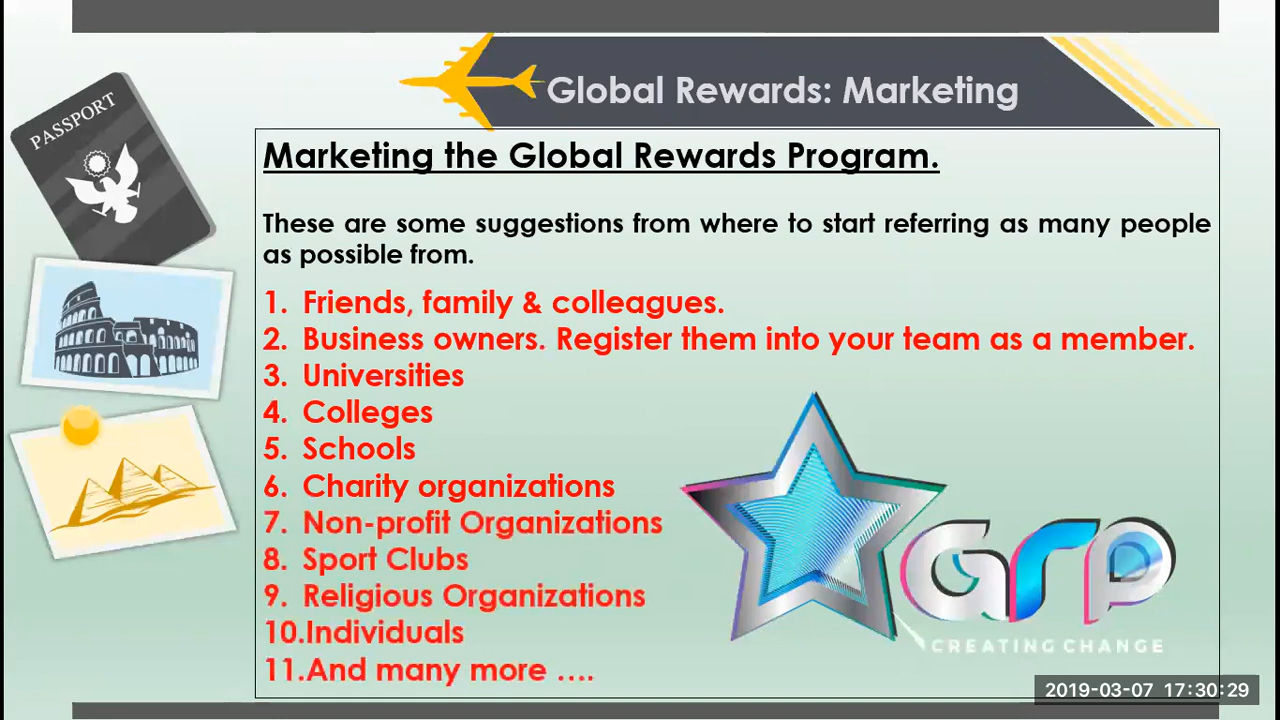 PASSPORT
Global Rewards: Marketing
Marketing the Global Rewards Program.
These are some suggestions from where to start referring as many people
as possible from.
1. Friends, family & colleagues.
2. Business owners. Register them into your team as a member.
3. Universities
4. Colleges
5. Schools
6. Charity organizations
7. Non-profit Organizations
8. Sport Clubs
9. Religious Organizations
10.Individuals
11.And many more ....
GRP
CREATING CHANGE
2019-03-07 17:30:29